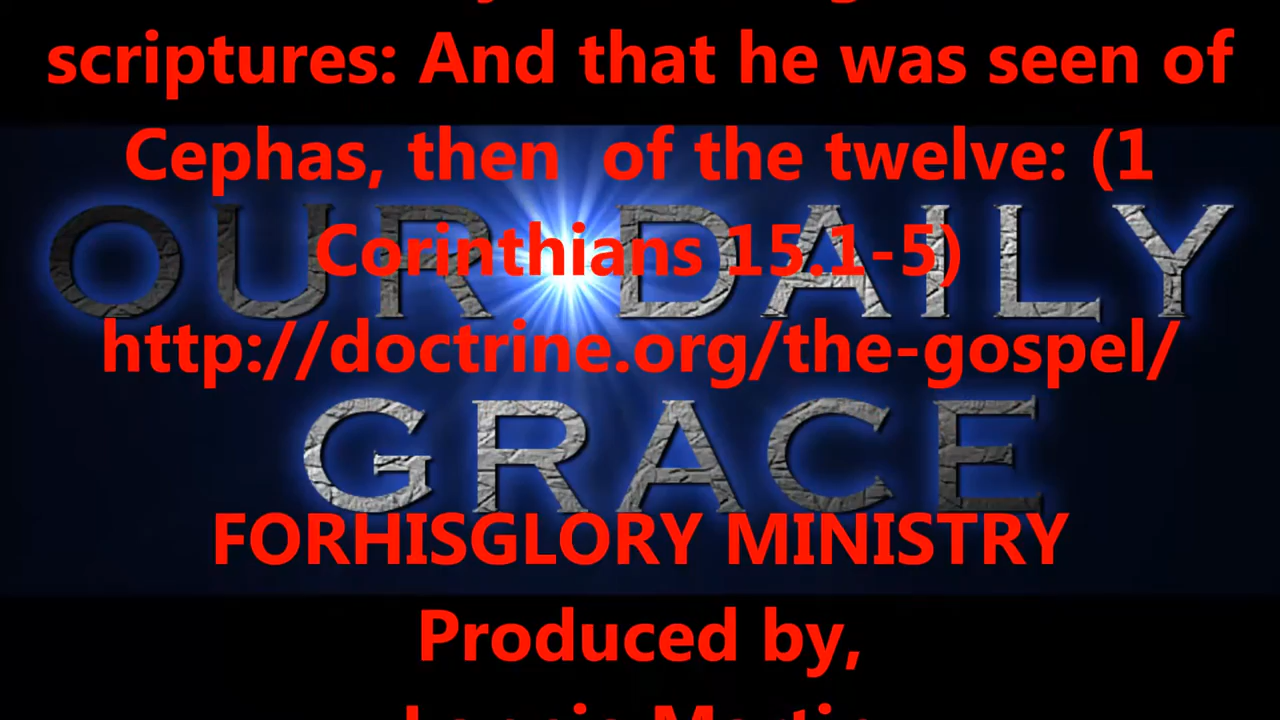 scriptures: And that he was seen of
Cephas, then of the twelve: (1
Corinthians 15.1-5)
http://doctrine.org/the-gospel/
FORHISGLORY MINISTRY
Produced by,
OUR DAILY
GRACE